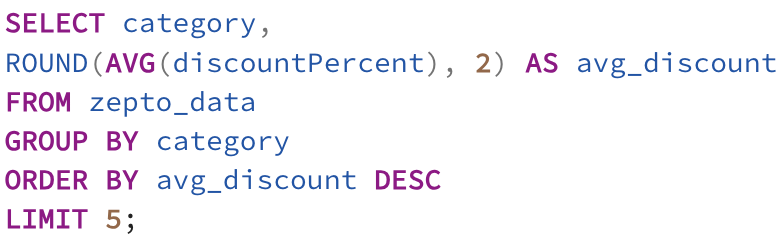 SELECT category,
ROUND(AVG(discountPercent), 2) AS avg_discount
FROM zepto_data
GROUP BY category
ORDER BY avg_discount DESC
LIMIT 5;